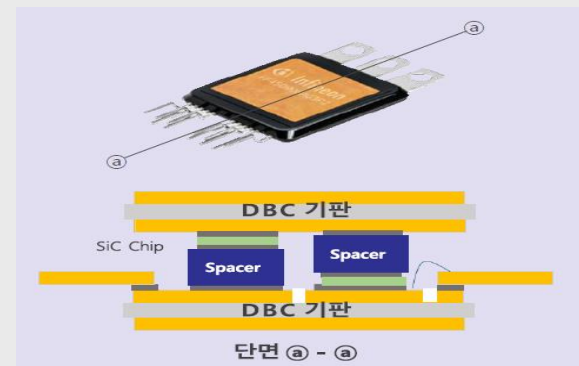 ⓐ
Infineon
ⓐ
DBC 기판
SiC Chip
Spacer
Spacer
DBC 기판
단면 ⓐ - ⓐ